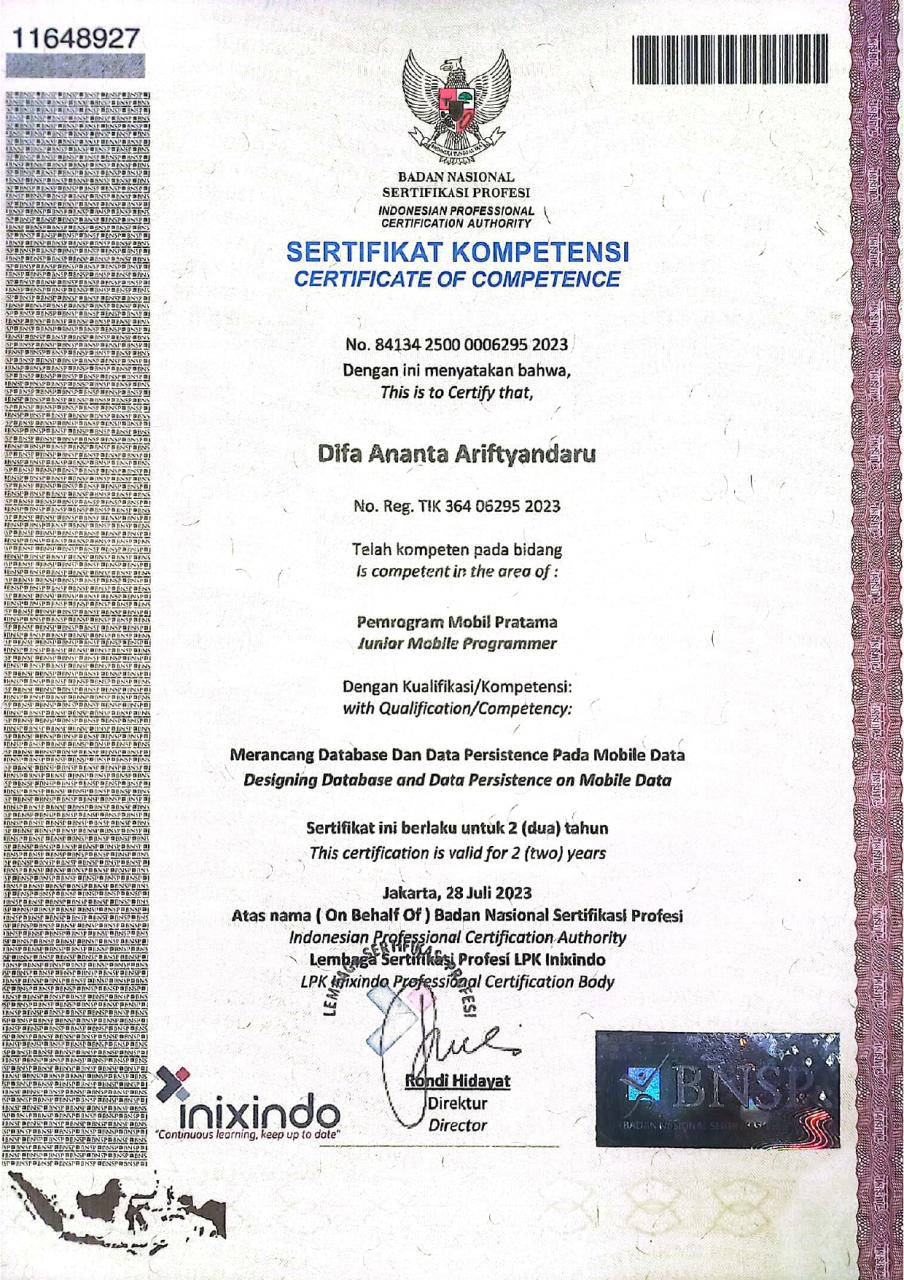 11648927
BADAN NASIONAL
SERTIFIKASI PROFESI
INDONESIAN PROFESSIONAL
CERTIFICATION AUTHORITY
SERTIFIKAT KOMPETENSI
CERTIFICATE OF COMPETENCE
No. 84134 2500 0006295 2023
Dengan ini menyatakan bahwa,
This is to Certify that,
Difa Ananta Ariftyandaru
No. Reg. TIK 364 06295 2023
Telah kompeten pada bidang
Is competent in the area of :
Pemrogram Mobil Pratama
Junior Mobile Programmer
Dengan Kualifikasi/Kompetensi:
with Qualification/Competency:
Merancang Database Dan Data Persistence Pada Mobile Data
Designing Database and Data Persistence on Mobile Data
Sertifikat ini berlaku untuk 2 (dua) tahun
This certification is valid for 2 (two) years
Jakarta, 28 Juli 2023
Atas nama ( On Behalf Of ) Badan Nasional Sertifikasi Profesi
Indonesian Professional Certification Authority
Lembaga Sertifikasi Profesi LPK Inixindo
LPK Inixindo Professional Certification Body
LEMBAGA SERTIFIKASI PROFESI
Rondi Hidayat
Direktur
Director
inixindo
"Continuous learning, keep up to date"
BNSP
BADAN NASIONAL